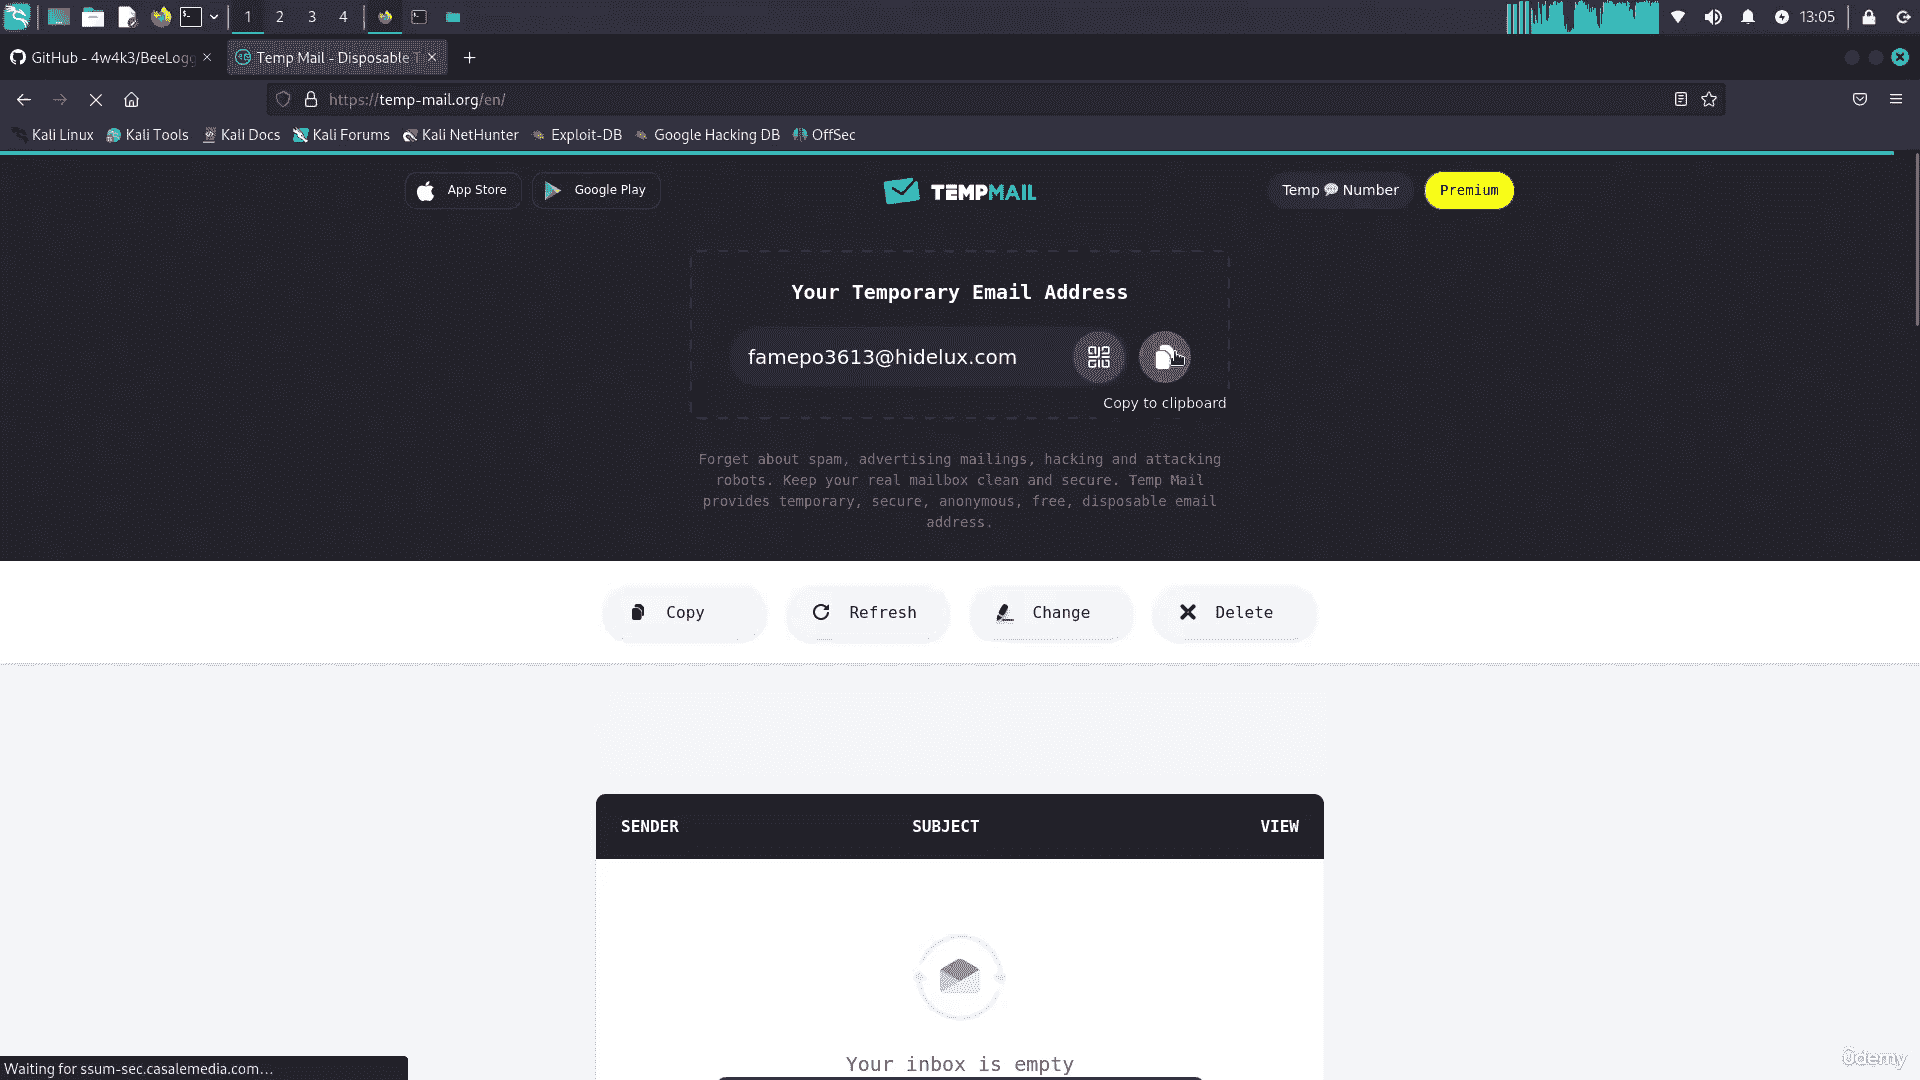 1 2 3 4 13:05
GitHub - 4w4k3/BeeLogg Temp Mail - Disposable T
https://temp-mail.org/en/
Kali Linux Kali Tools Kali Docs Kali Forums Kali NetHunter Exploit-DB Google Hacking DB OffSec
App Store Google Play TEMPMAIL Temp Number Premium
Your Temporary Email Address
famepo3613@hidelux.com
Copy to clipboard
Forget about spam, advertising mailings, hacking and attacking
robots. Keep your real mailbox clean and secure. Temp Mail
provides temporary, secure, anonymous, free, disposable email
address.
Copy Refresh Change Delete
SENDER SUBJECT VIEW
Your inbox is empty
Waiting for ssum-sec.casalemedia.com…
Udemy